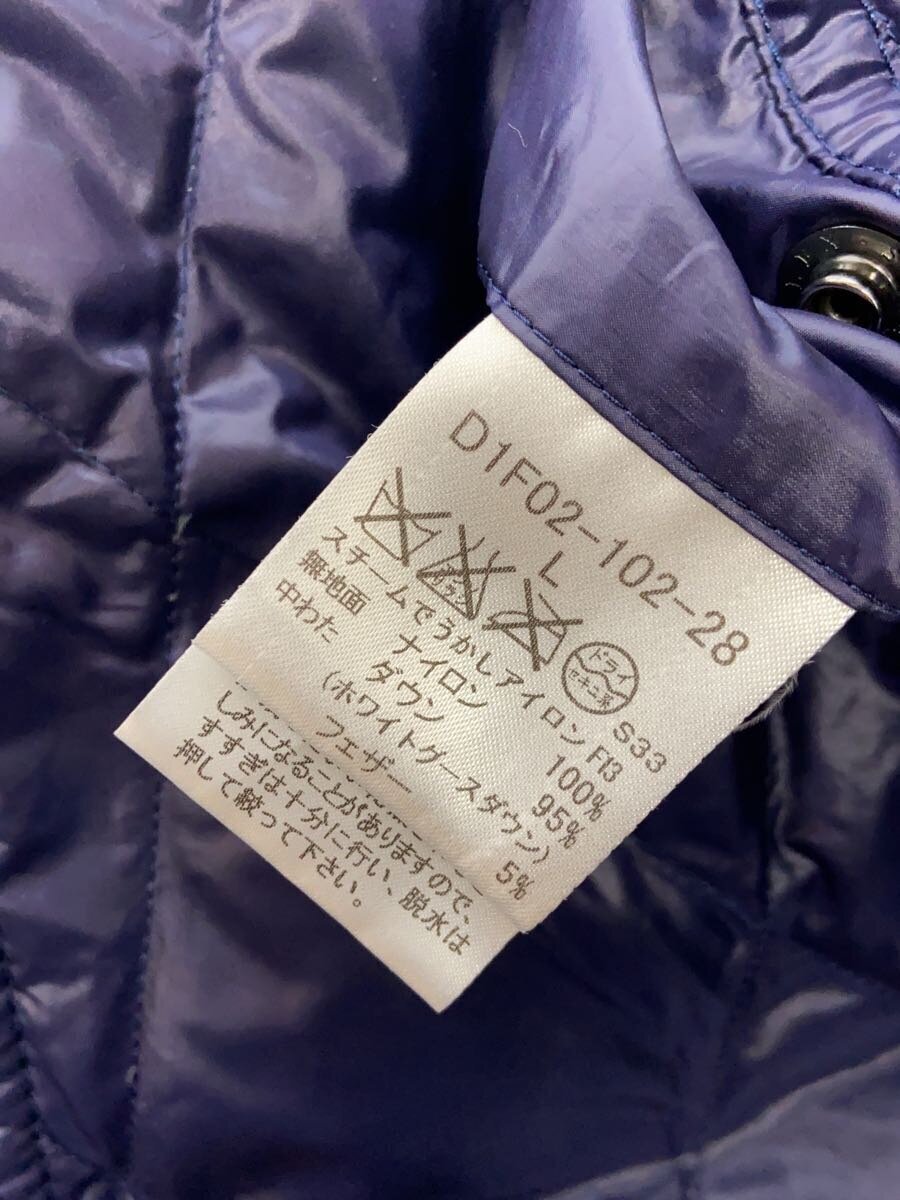 D1F02-102-28
L
ドライ
セキユ系
S33
スチームでうかしアイロン F13
無地面 ナイロン 100%
中わた ダウン 95%
(ホワイトグースダウン)
フェザー 5%
しみになることがありますので、
すすぎは十分に行い、脱水は
押して絞って下さい。